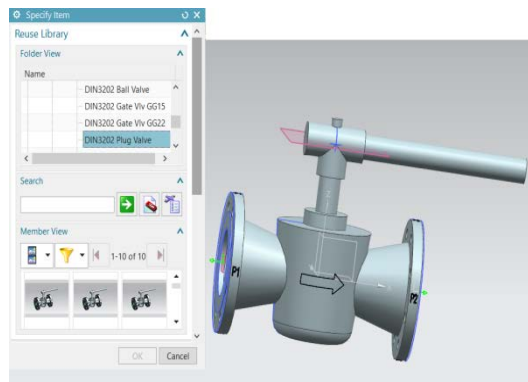 Specify Item
Reuse Library
Folder View
Name
DIN3202 Ball Valve
DIN3202 Gate Vlv GG15
DIN3202 Gate Vlv GG22
DIN3202 Plug Valve
Search
Member View
1-10 of 10
OK
Cancel
P1
P2